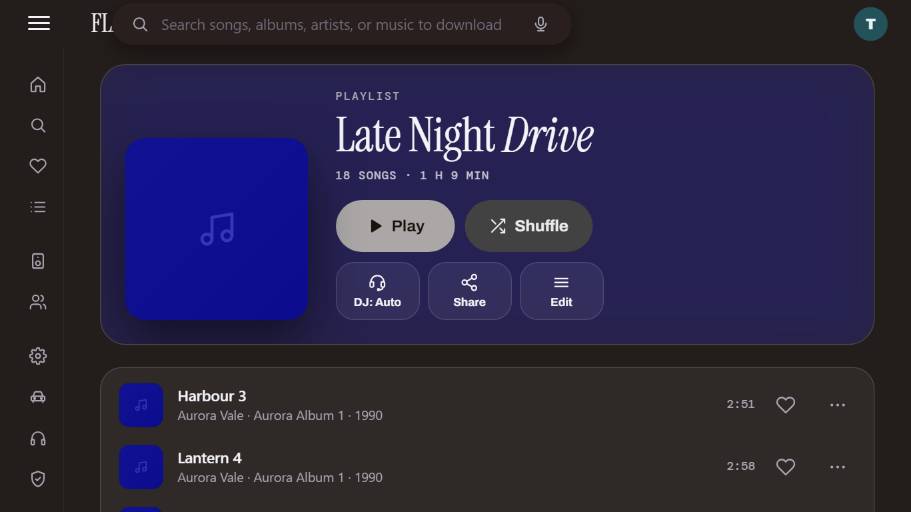 Search songs, albums, artists, or music to download
T
PLAYLIST
Late Night Drive
18 SONGS · 1 H 9 MIN
Play
Shuffle
DJ: Auto
Share
Edit
Harbour 3
Aurora Vale · Aurora Album 1 · 1990
2:51
Lantern 4
Aurora Vale · Aurora Album 1 · 1990
2:58